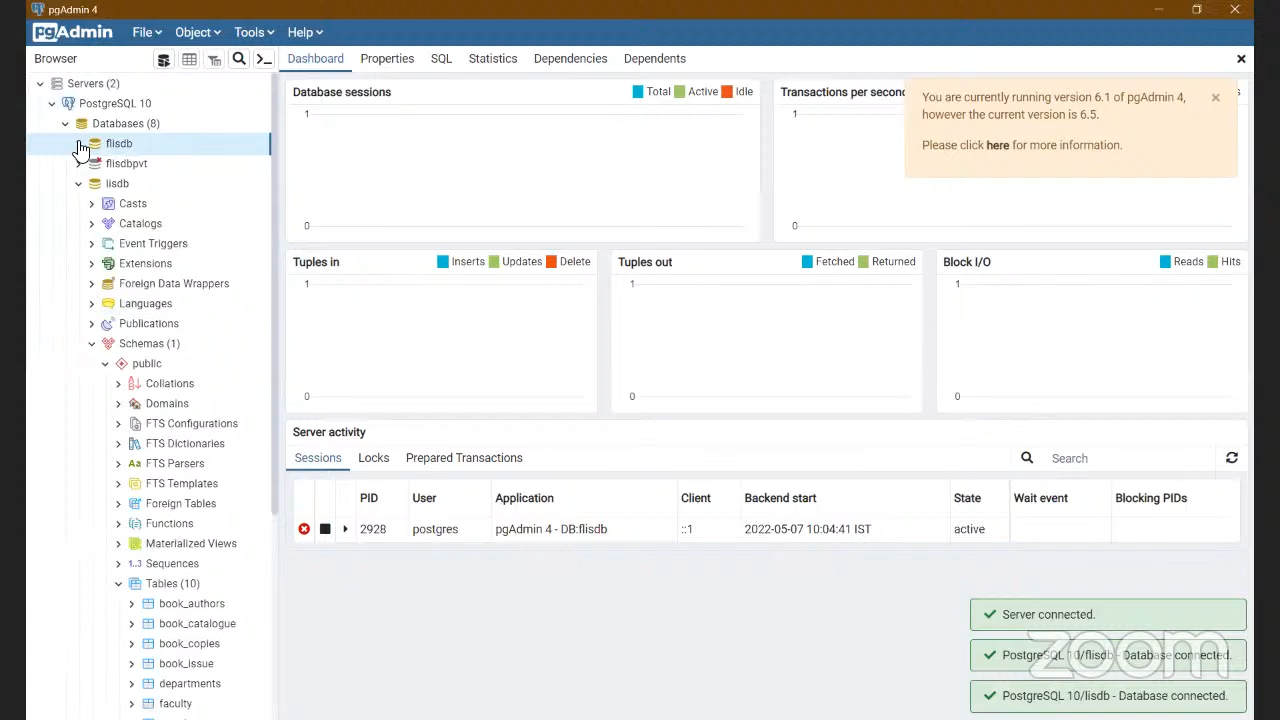 pgAdmin 4
pgAdmin File Object Tools Help
Browser
Dashboard Properties SQL Statistics Dependencies Dependents
Servers (2)
PostgreSQL 10
Databases (8)
flisdb
flisdbpvt
lisdb
Casts
Catalogs
Event Triggers
Extensions
Foreign Data Wrappers
Languages
Publications
Schemas (1)
public
Collations
Domains
FTS Configurations
FTS Dictionaries
FTS Parsers
FTS Templates
Foreign Tables
Functions
Materialized Views
1..3 Sequences
Tables (10)
book_authors
book_catalogue
book_copies
book_issue
departments
faculty
Database sessions
Total Active Idle
1
0
Transactions per second
1
0
You are currently running version 6.1 of pgAdmin 4,
however the current version is 6.5.
Please click here for more information.
Tuples in
Inserts Updates Delete
1
0
Tuples out
Fetched Returned
1
0
Block I/O
Reads Hits
1
0
Server activity
Sessions Locks Prepared Transactions
Search
PID User Application Client Backend start State Wait event Blocking PIDs
2928 postgres pgAdmin 4 - DB:flisdb ::1 2022-05-07 10:04:41 IST active
Server connected.
PostgreSQL 10/flisdb - Database connected.
PostgreSQL 10/lisdb - Database connected.
zoom